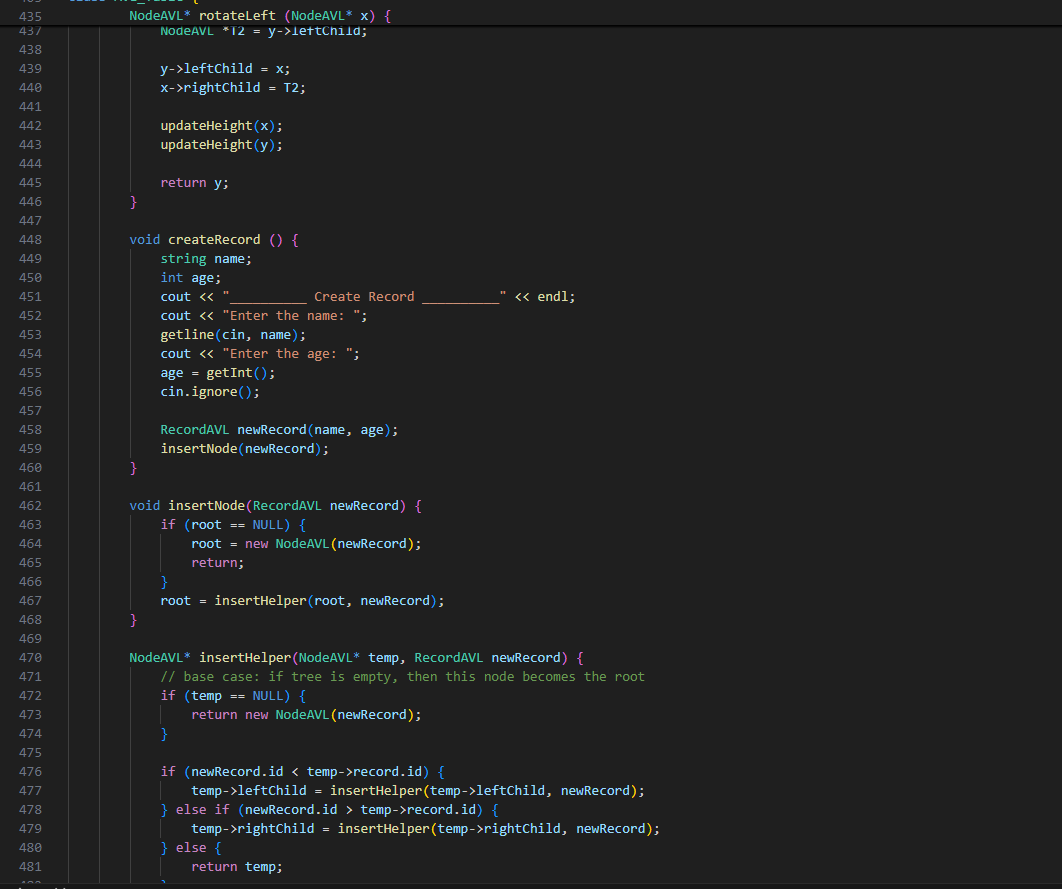 435 NodeAVL* rotateLeft (NodeAVL* x) {
437 NodeAVL *T2 = y->leftChild;
438
439 y->leftChild = x;
440 x->rightChild = T2;
441
442 updateHeight(x);
443 updateHeight(y);
444
445 return y;
446 }
447
448 void createRecord () {
449 string name;
450 int age;
451 cout << "__________ Create Record __________" << endl;
452 cout << "Enter the name: ";
453 getline(cin, name);
454 cout << "Enter the age: ";
455 age = getInt();
456 cin.ignore();
457
458 RecordAVL newRecord(name, age);
459 insertNode(newRecord);
460 }
461
462 void insertNode(RecordAVL newRecord) {
463 if (root == NULL) {
464 root = new NodeAVL(newRecord);
465 return;
466 }
467 root = insertHelper(root, newRecord);
468 }
469
470 NodeAVL* insertHelper(NodeAVL* temp, RecordAVL newRecord) {
471 // base case: if tree is empty, then this node becomes the root
472 if (temp == NULL) {
473 return new NodeAVL(newRecord);
474 }
475
476 if (newRecord.id < temp->record.id) {
477 temp->leftChild = insertHelper(temp->leftChild, newRecord);
478 } else if (newRecord.id > temp->record.id) {
479 temp->rightChild = insertHelper(temp->rightChild, newRecord);
480 } else {
481 return temp;